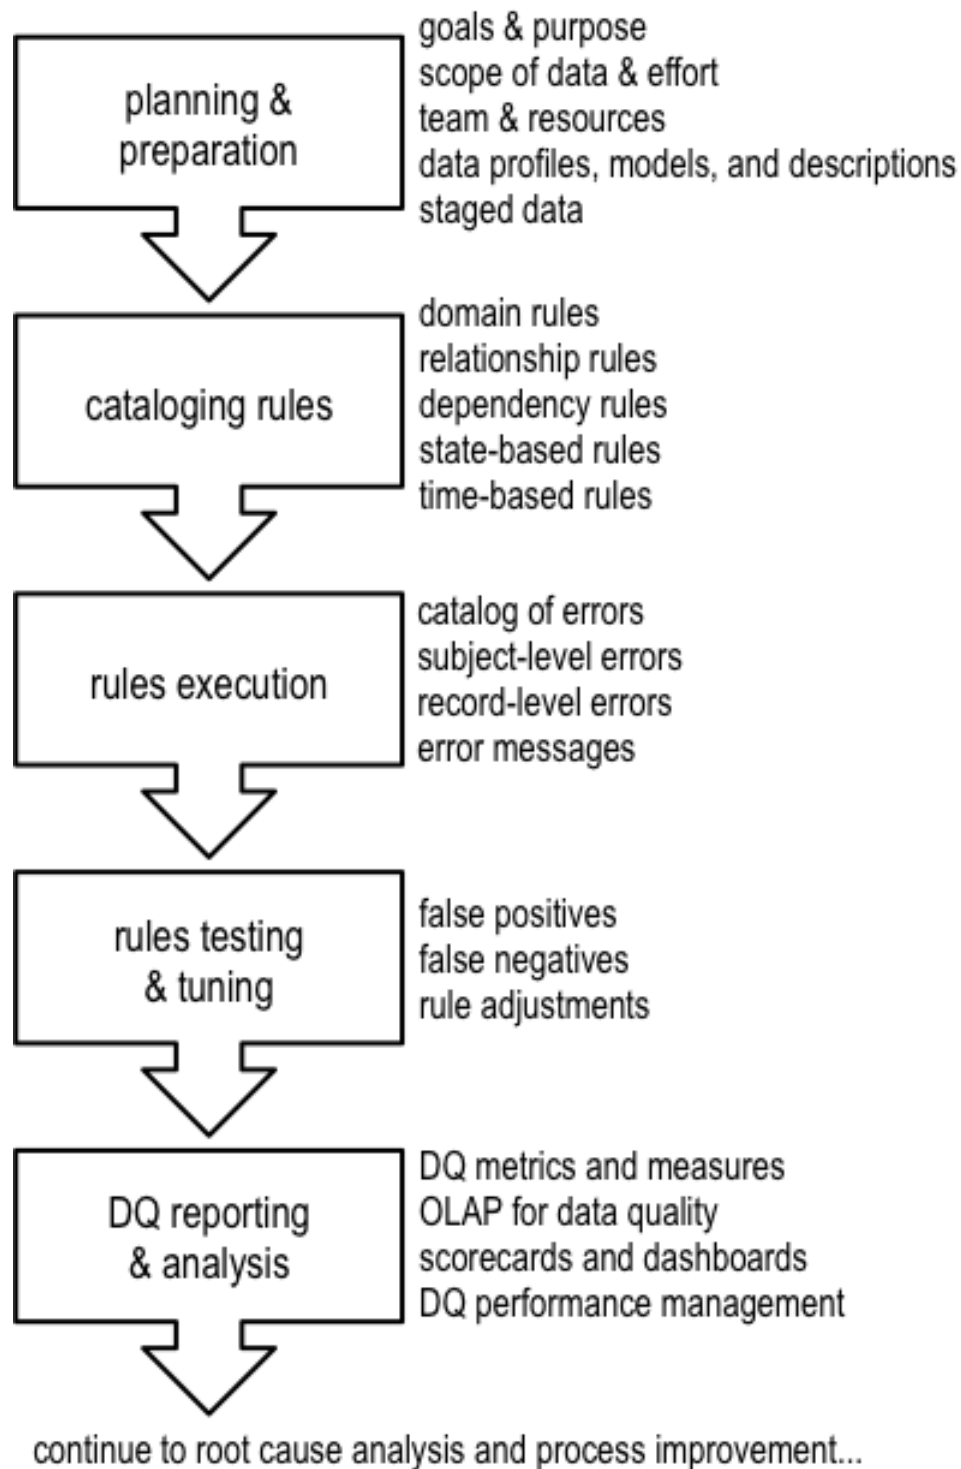 planning &
preparation
goals & purpose
scope of data & effort
team & resources
data profiles, models, and descriptions
staged data
cataloging rules
domain rules
relationship rules
dependency rules
state-based rules
time-based rules
rules execution
catalog of errors
subject-level errors
record-level errors
error messages
rules testing
& tuning
false positives
false negatives
rule adjustments
DQ reporting
& analysis
DQ metrics and measures
OLAP for data quality
scorecards and dashboards
DQ performance management
continue to root cause analysis and process improvement...